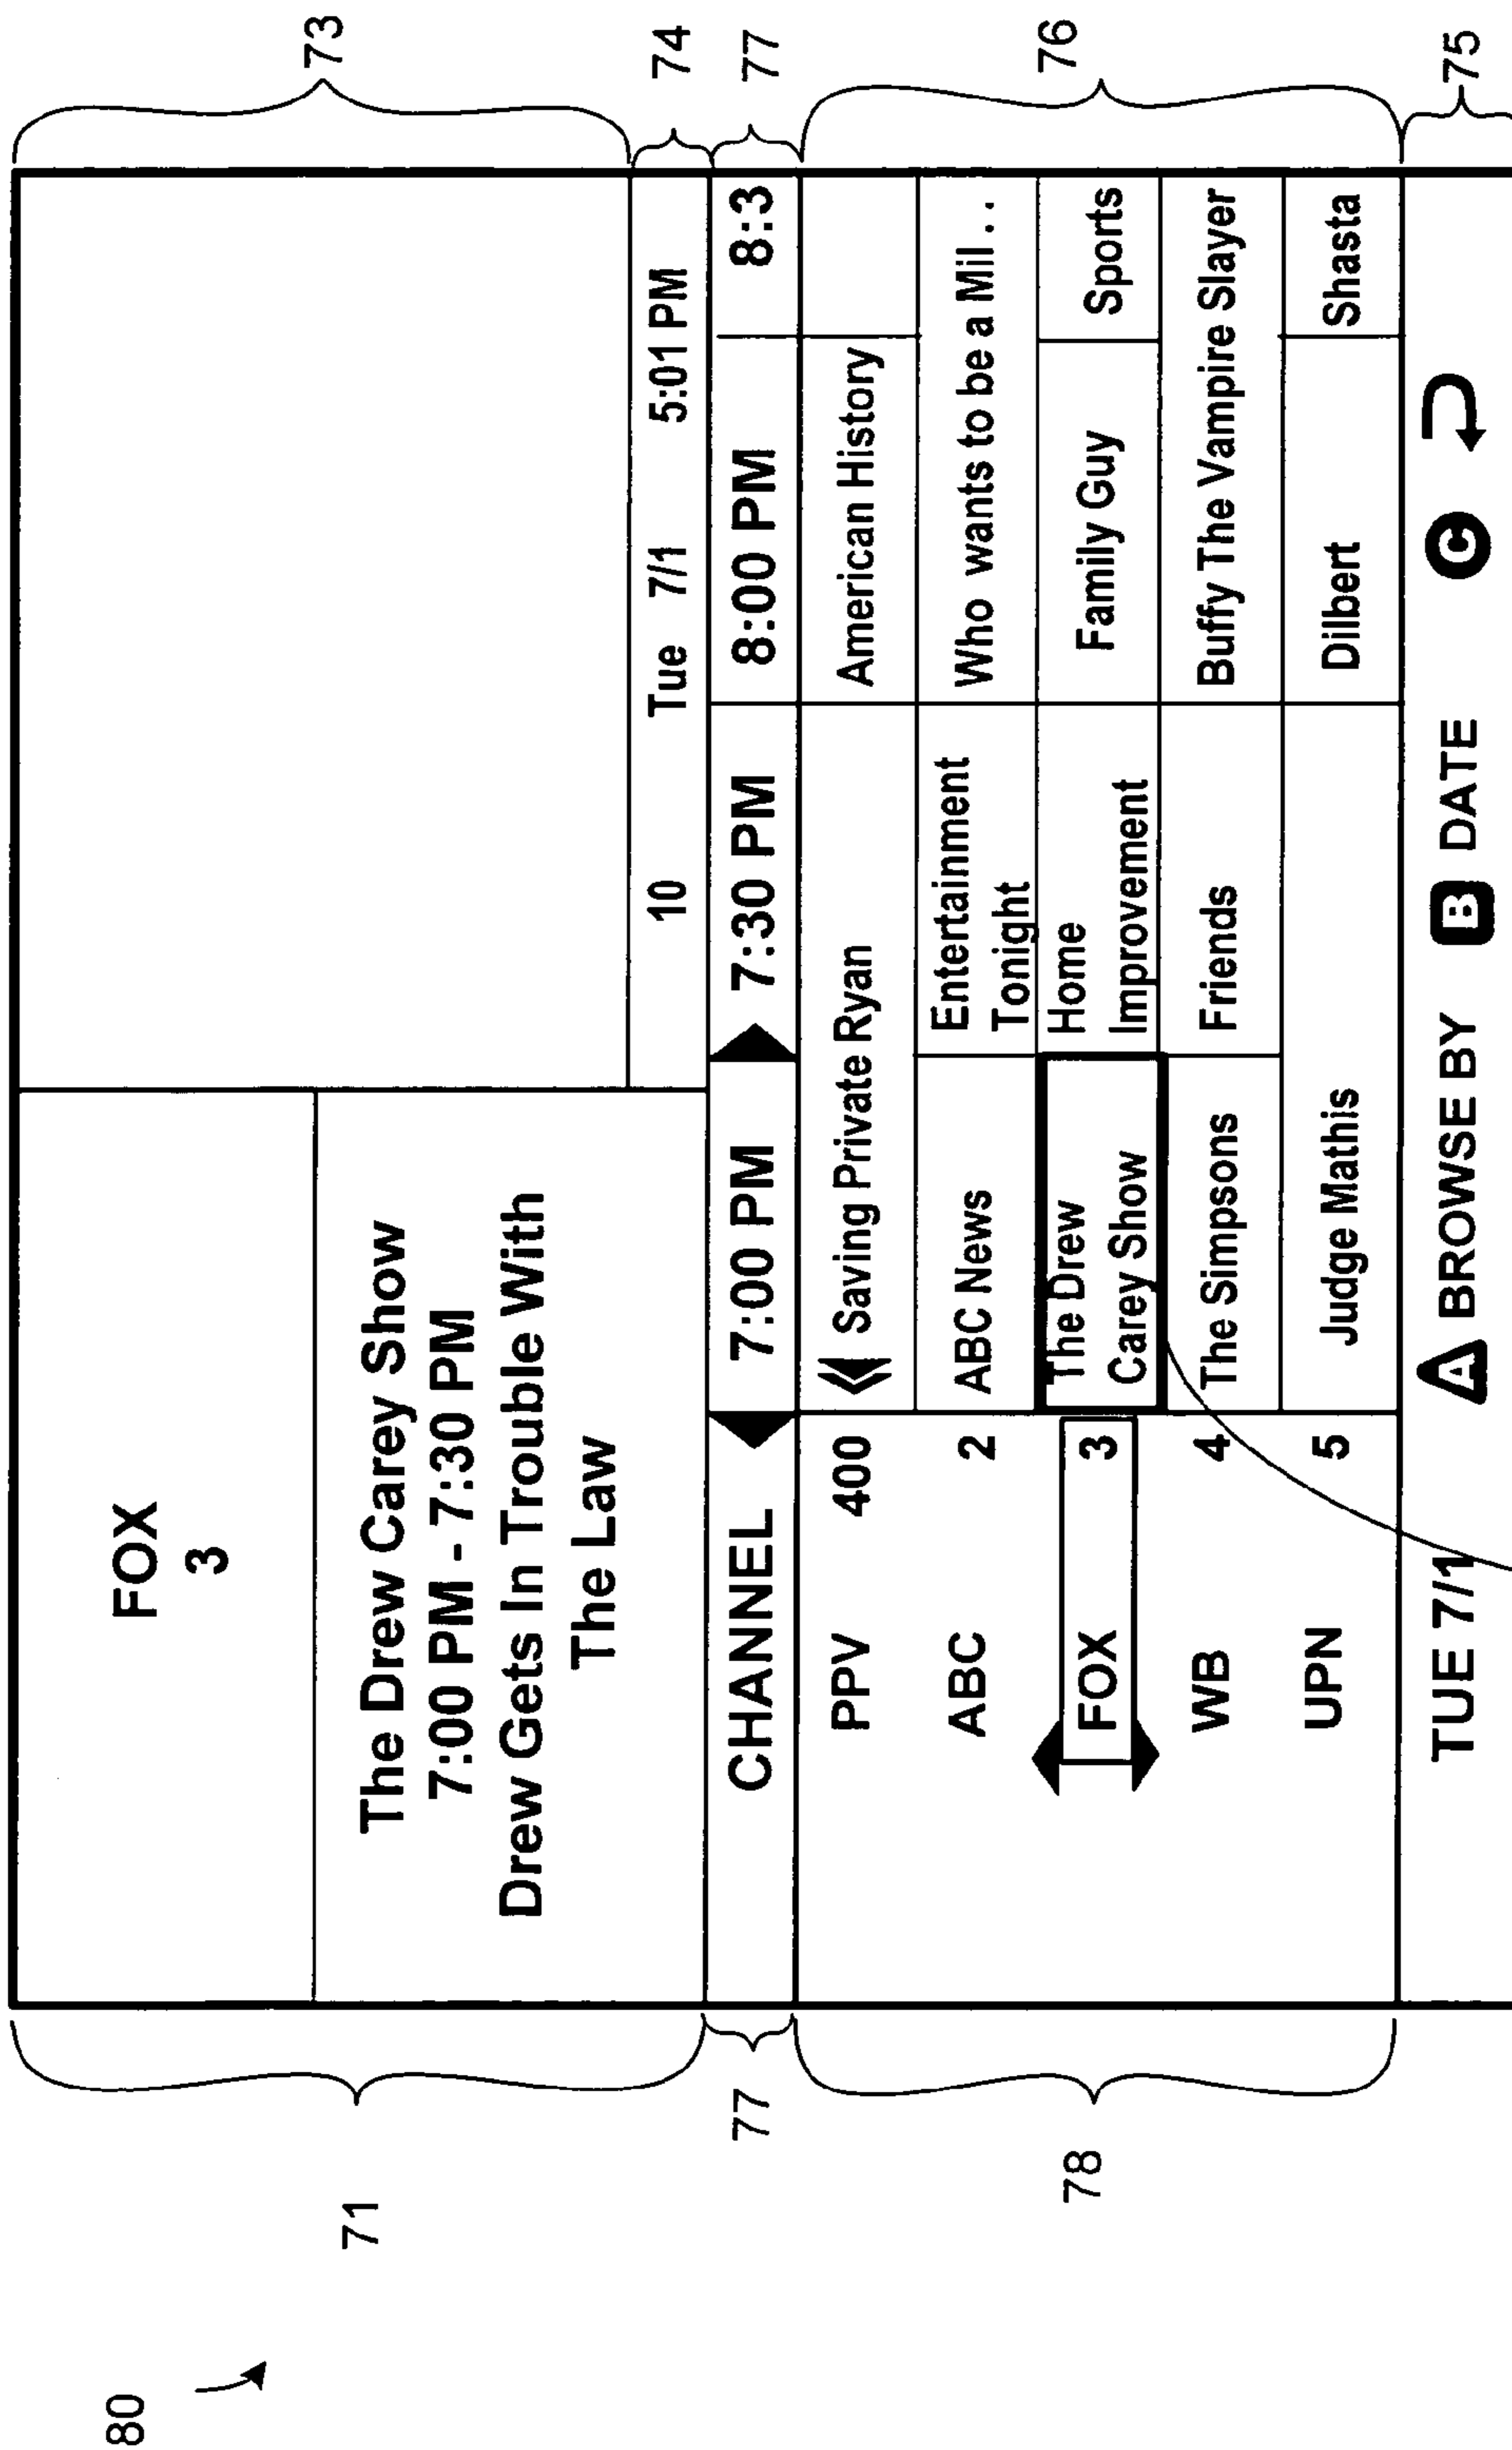 80
71
73
FOX
3
The Drew Carey Show
7:00 PM - 7:30 PM
Drew Gets In Trouble With
The Law
10 Tue 7/1 5:01 PM
74
77
CHANNEL 7:00 PM 7:30 PM 8:00 PM 8:3
77
78
76
PPV 400 Saving Private Ryan American History
ABC 2 ABC News Entertainment
Tonight Who wants to be a Mil . .
FOX 3 The Drew
Carey Show Home
Improvement Family Guy Sports
WB 4 The Simpsons Friends Buffy The Vampire Slayer
UPN 5 Judge Mathis Dilbert Shasta
TUE 7/1 A BROWSE BY B DATE C
75